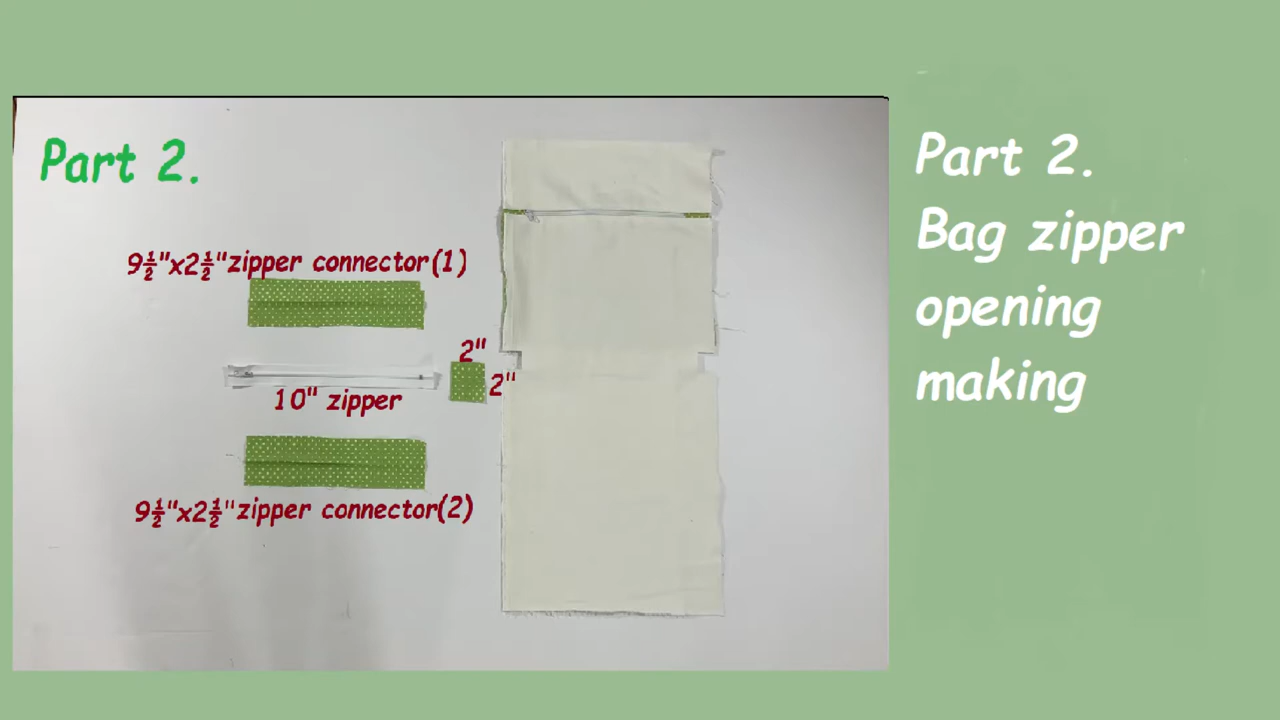 Part 2.
9½"x2½"zipper connector(1)
2"
2"
10" zipper
9½"x2½"zipper connector(2)
Part 2.
Bag zipper
opening
making